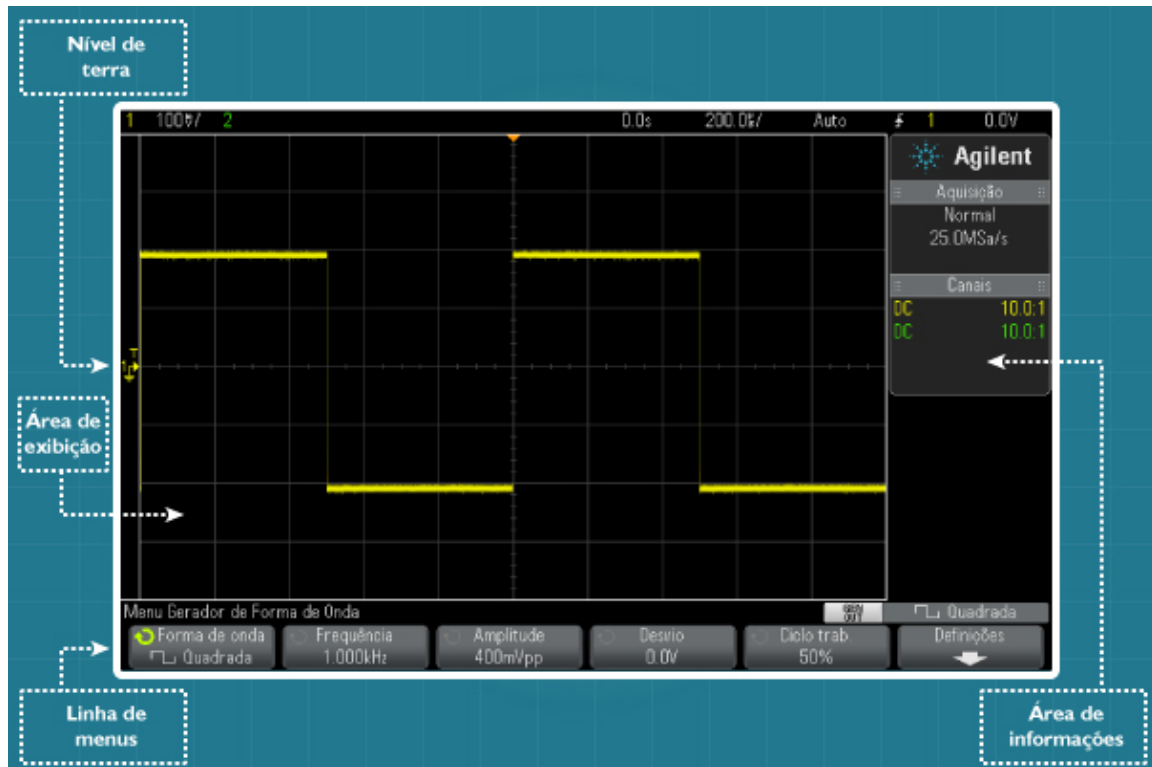 Nível de
terra
1 100mV/ 2 0.0s 200.0µs/ Auto 1 0.0V
Agilent
Aquisição
Normal
25.0MSa/s
Canais
DC 10.0:1
DC 10.0:1
T
1
Área de
exibição
Menu Gerador de Forma de Onda
GEN
OUT
Quadrada
Forma de onda
Quadrada
Frequência
1.000kHz
Amplitude
400mVpp
Desvio
0.0V
Ciclo trab.
50%
Definições
Linha de
menus
Área de
informações